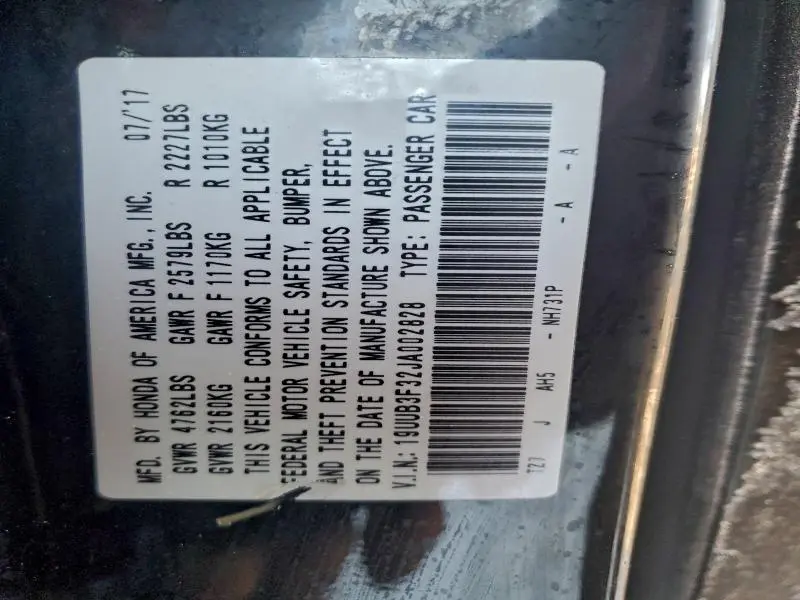 MFD. BY HONDA OF AMERICA MFG., INC. 07/'17
GVWR 4762LBS GAWR F 2579LBS R 2227LBS
GVWR 2160KG GAWR F 1170KG R 1010KG
THIS VEHICLE CONFORMS TO ALL APPLICABLE
FEDERAL MOTOR VEHICLE SAFETY, BUMPER,
AND THEFT PREVENTION STANDARDS IN EFFECT
ON THE DATE OF MANUFACTURE SHOWN ABOVE.
V.I.N.: 19UUB3F32JA002828 TYPE: PASSENGER CAR
TZ7 J AH5 - NH731P - A - A